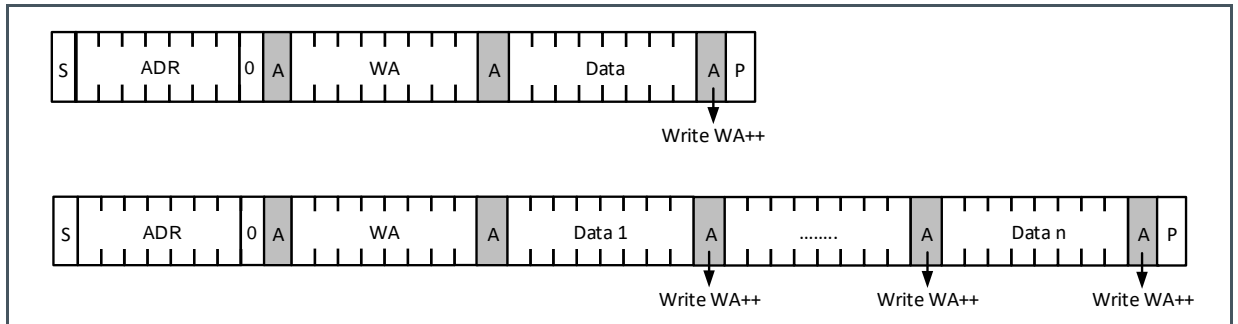 S ADR 0 A WA A Data A P
Write WA++
S ADR 0 A WA A Data 1 A ........ A Data n A P
Write WA++ Write WA++ Write WA++